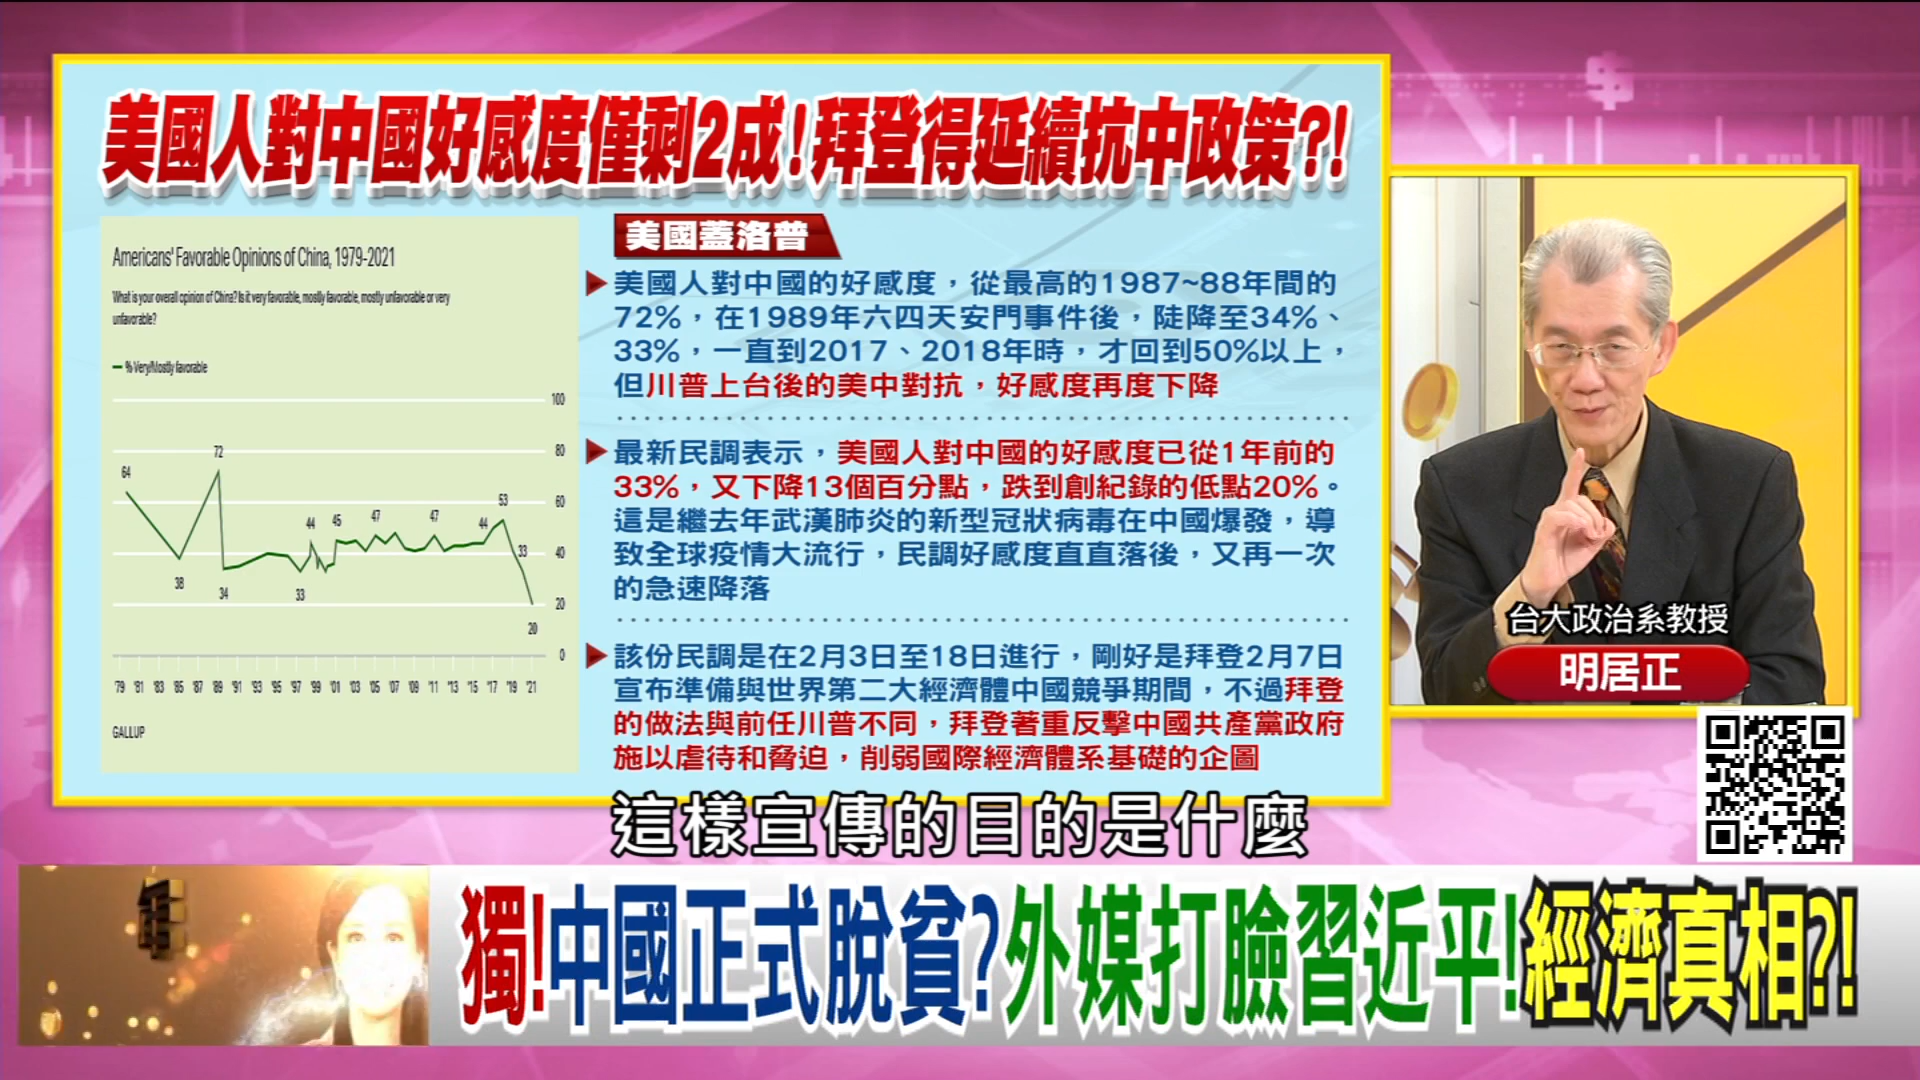 美國人對中國好感度僅剩2成!拜登得延續抗中政策?!
Americans' Favorable Opinions of China, 1979-2021
What is your overall opinion of China? Is it very favorable, mostly favorable, mostly unfavorable or very
unfavorable?
% Very/Mostly favorable
100
80
60
40
20
0
64
38
72
34
33
44
45
47
47
44
53
33
20
'79 '81 '83 '85 '87 '89 '91 '93 '95 '97 '99 '01 '03 '05 '07 '09 '11 '13 '15 '17 '19 '21
GALLUP
美國蓋洛普
美國人對中國的好感度，從最高的1987~88年間的
72%，在1989年六四天安門事件後，陡降至34%、
33%，一直到2017、2018年時，才回到50%以上，
但川普上台後的美中對抗，好感度再度下降
最新民調表示，美國人對中國的好感度已從1年前的
33%，又下降13個百分點，跌到創紀錄的低點20%。
這是繼去年武漢肺炎的新型冠狀病毒在中國爆發，導
致全球疫情大流行，民調好感度直直落後，又再一次
的急速降落
該份民調是在2月3日至18日進行，剛好是拜登2月7日
宣布準備與世界第二大經濟體中國競爭期間，不過拜登
的做法與前任川普不同，拜登著重反擊中國共產黨政府
施以虐待和脅迫，削弱國際經濟體系基礎的企圖
台大政治系教授
明居正
這樣宣傳的目的是什麼
獨!中國正式脫貧?外媒打臉習近平!經濟真相?!